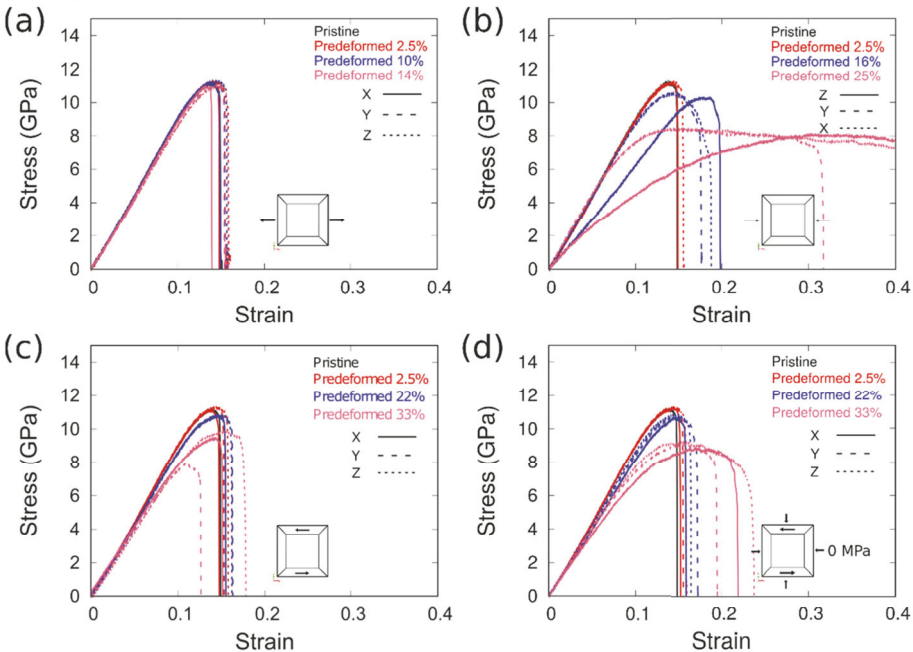 (a)
14
12
10
8
6
4
2
0
Stress (GPa)
Pristine
Predeformed 2.5%
Predeformed 10%
Predeformed 14%
X
Y
Z
0
0.1
0.2
0.3
0.4
Strain
(b)
14
12
10
8
6
4
2
0
Stress (GPa)
Pristine
Predeformed 2.5%
Predeformed 16%
Predeformed 25%
Z
Y
X
0
0.1
0.2
0.3
0.4
Strain
(c)
14
12
10
8
6
4
2
0
Stress (GPa)
Pristine
Predeformed 2.5%
Predeformed 22%
Predeformed 33%
X
Y
Z
0
0.1
0.2
0.3
0.4
Strain
(d)
14
12
10
8
6
4
2
0
Stress (GPa)
Pristine
Predeformed 2.5%
Predeformed 22%
Predeformed 33%
X
Y
Z
0 MPa
0
0.1
0.2
0.3
0.4
Strain